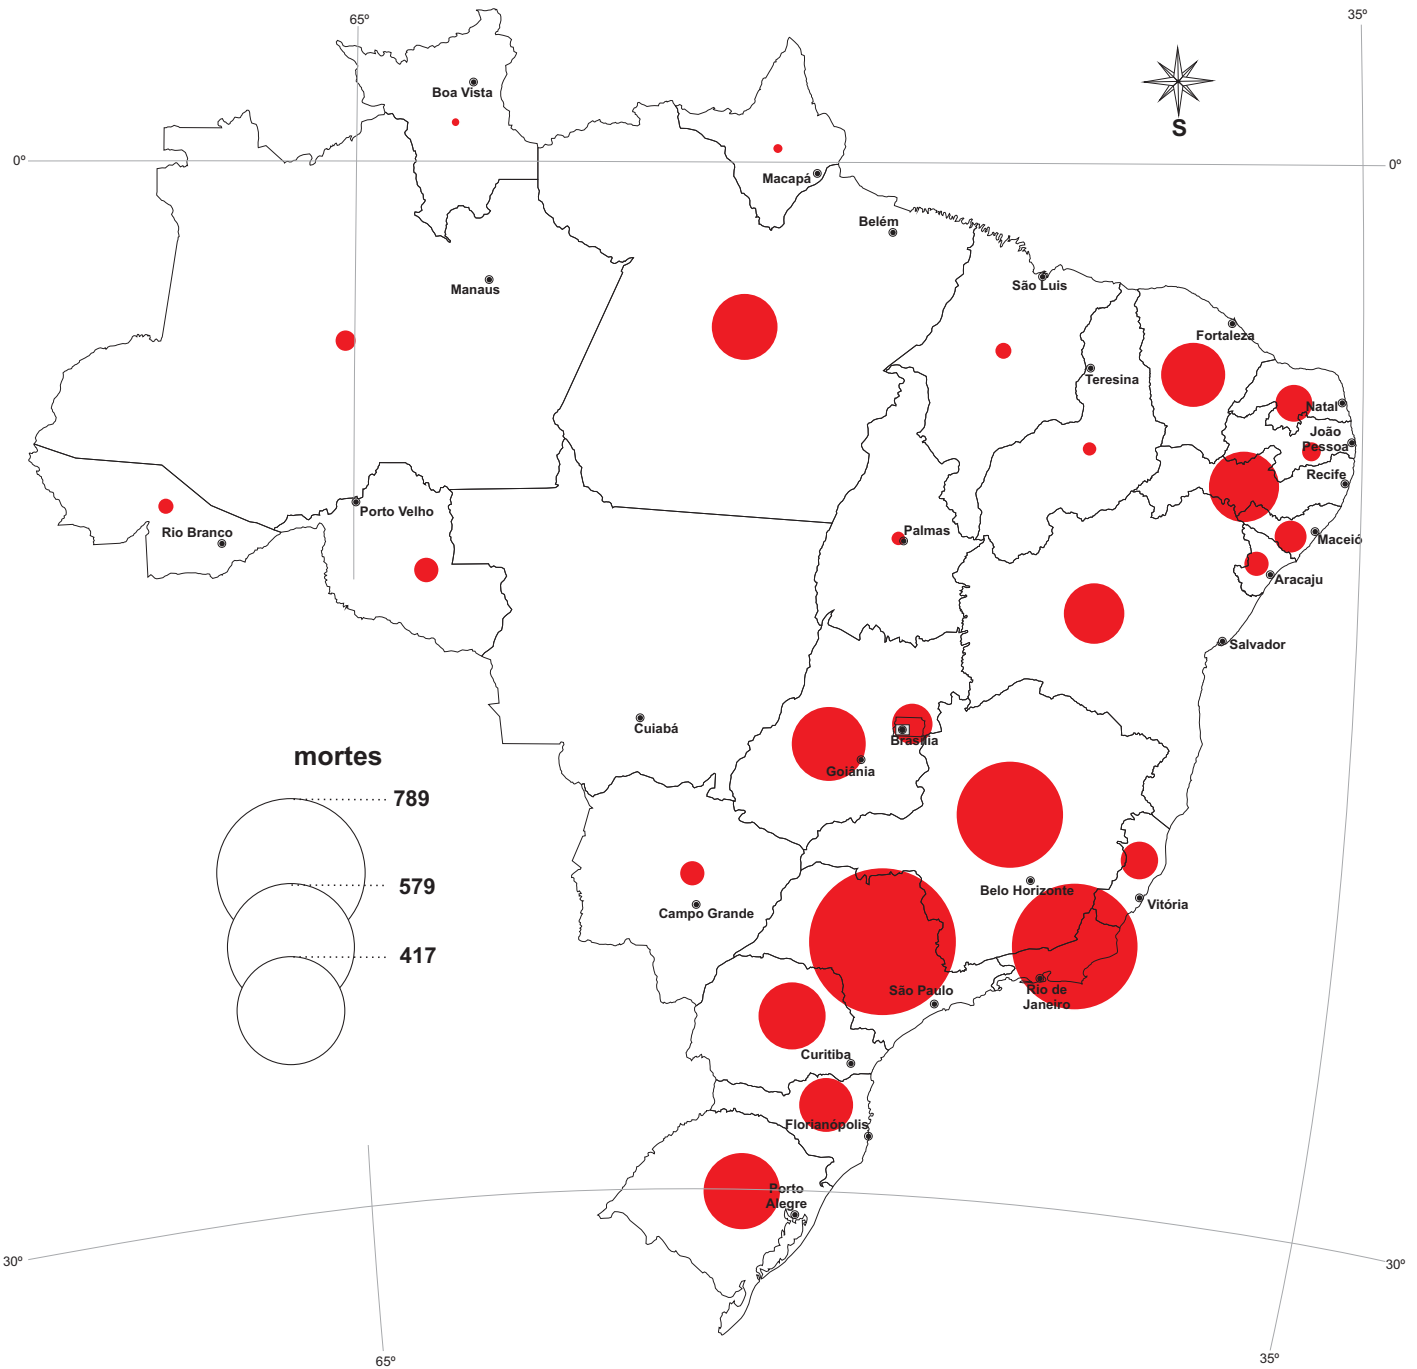 65º
35º
Boa Vista
S
0º
0º
Macapá
Belém
Manaus
São Luis
Fortaleza
Teresina
Natal
João
Pessoa
Recife
Porto Velho
Rio Branco
Palmas
Maceió
Aracaju
Salvador
Cuiabá
Brasília
Goiânia
mortes
789
579
417
Belo Horizonte
Vitória
Campo Grande
São Paulo
Rio de
Janeiro
Curitiba
Florianópolis
Porto
Alegre
30º
30º
65º
35º